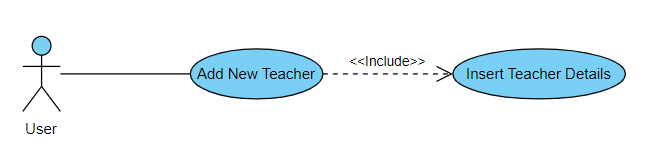 <<Include>>
Add New Teacher
Insert Teacher Details
User